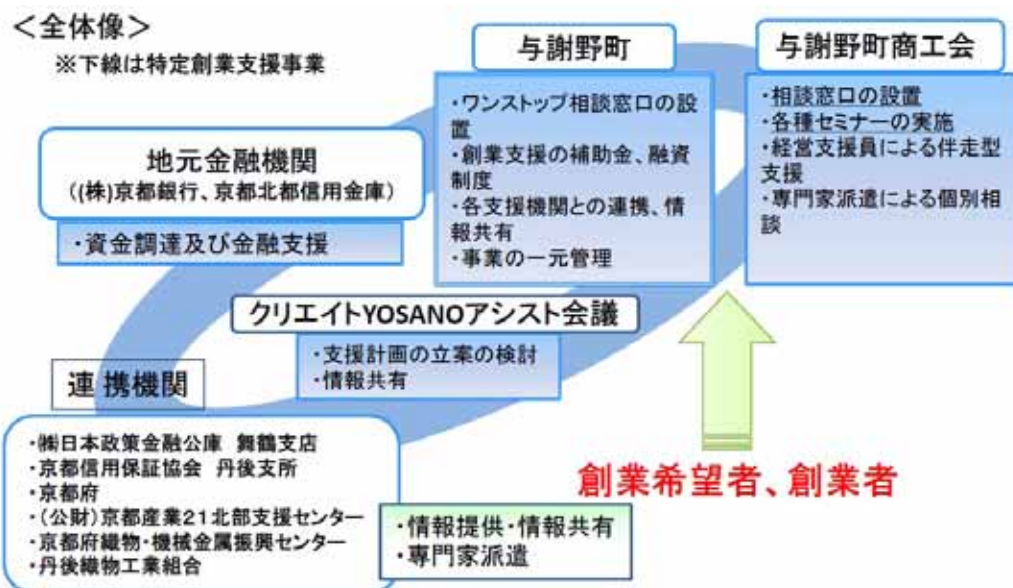 ＜全体像＞
※下線は特定創業支援事業
与謝野町
・ワンストップ相談窓口の設
置
・創業支援の補助金、融資
制度
・各支援機関との連携、情
報共有
・事業の一元管理
与謝野町商工会
・相談窓口の設置
・各種セミナーの実施
・経営支援員による伴走型
支援
・専門家派遣による個別相
談
地元金融機関
((株)京都銀行、京都北都信用金庫)
・資金調達及び金融支援
クリエイトYOSANOアシスト会議
・支援計画の立案の検討
・情報共有
連 携機関
・㈱日本政策金融公庫 舞鶴支店
・京都信用保証協会 丹後支所
・京都府
・(公財)京都産業２１北部支援センター
・京都府織物・機械金属振興センター
・丹後織物工業組合
・情報提供・情報共有
・専門家派遣
創業希望者、創業者